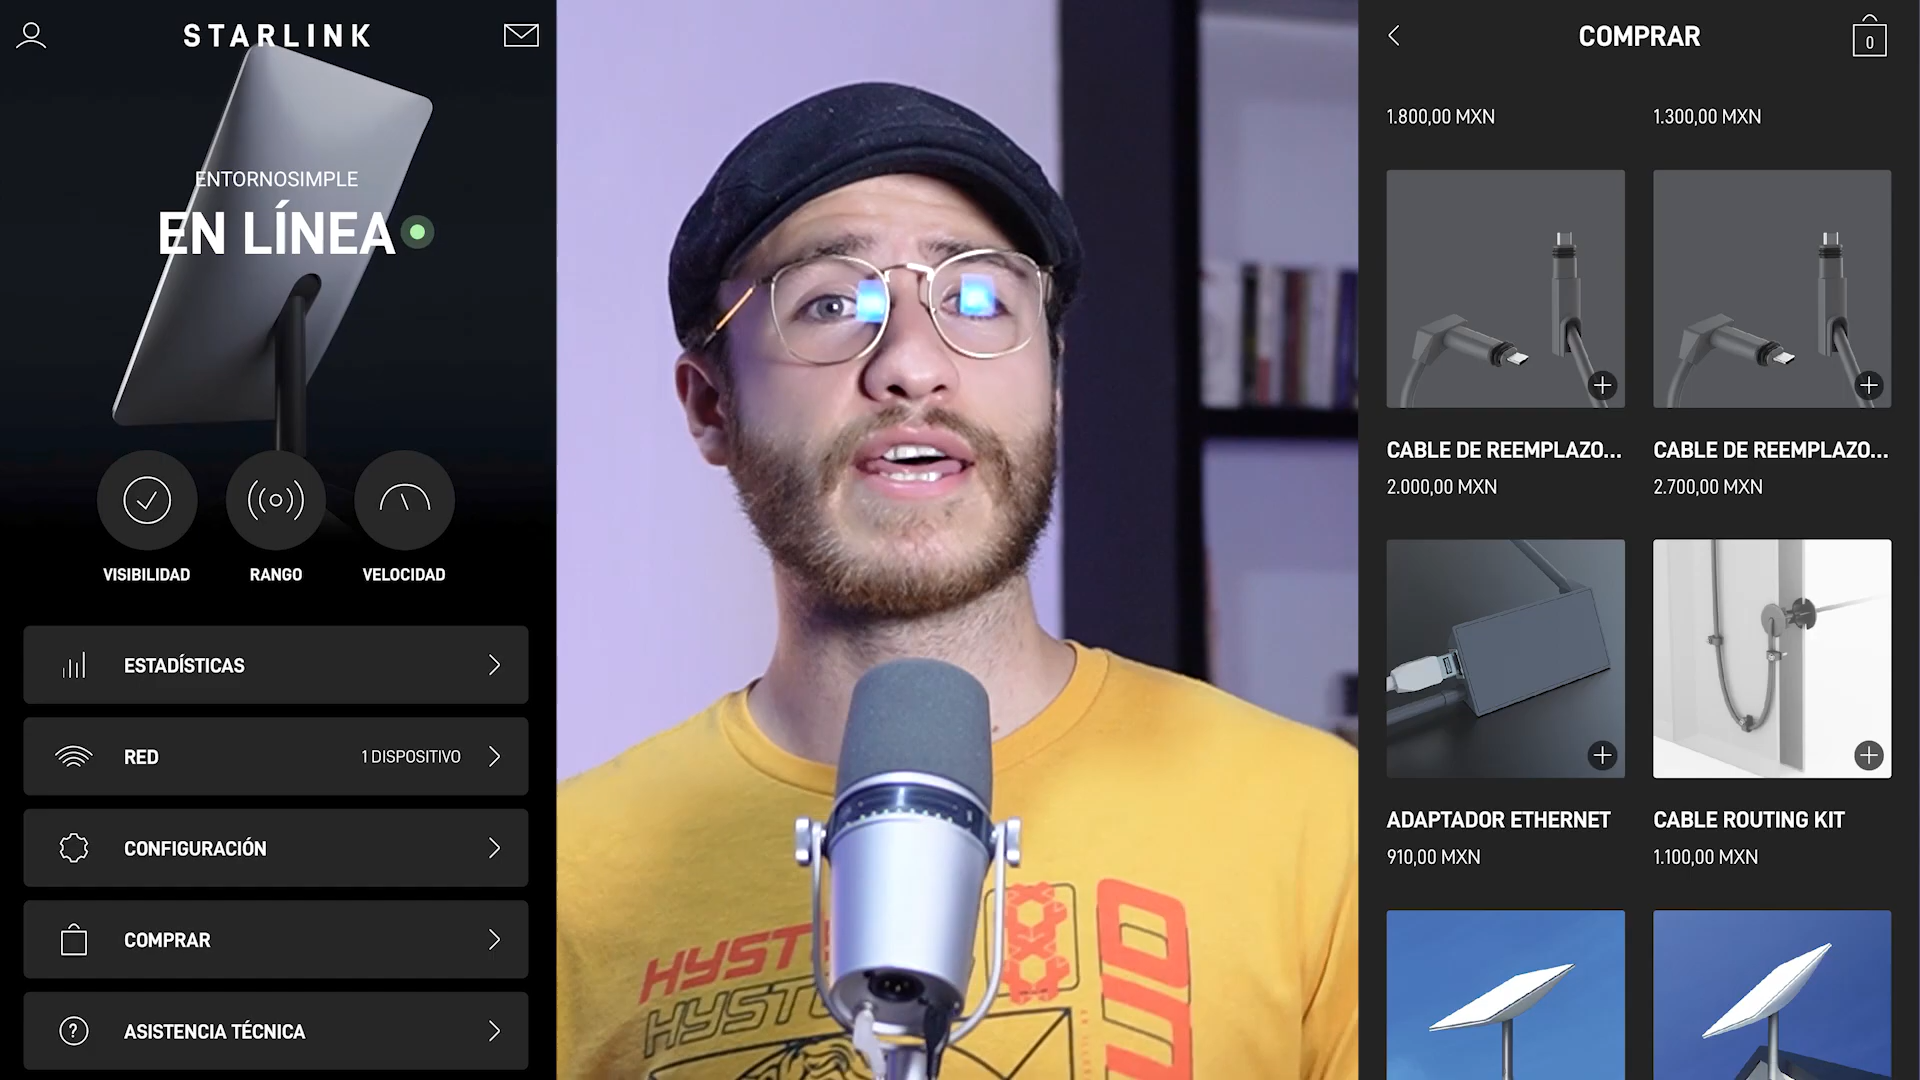 STARLINK
ENTORNOSIMPLE
EN LÍNEA
VISIBILIDAD
RANGO
VELOCIDAD
ESTADÍSTICAS
RED
1 DISPOSITIVO
CONFIGURACIÓN
COMPRAR
ASISTENCIA TÉCNICA
HYST
HYST
COMPRAR
0
1.800,00 MXN
1.300,00 MXN
CABLE DE REEMPLAZO...
CABLE DE REEMPLAZO...
2.000,00 MXN
2.700,00 MXN
ADAPTADOR ETHERNET
CABLE ROUTING KIT
910,00 MXN
1.100,00 MXN